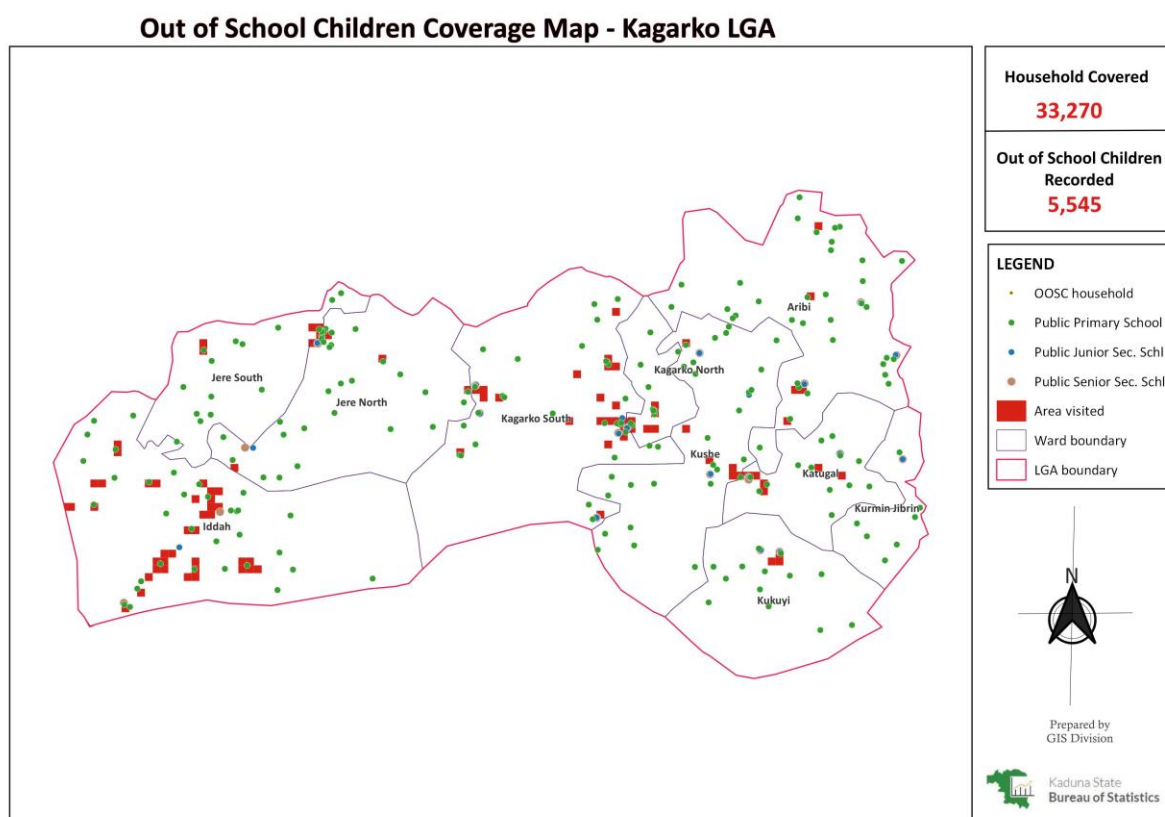 Out of School Children Coverage Map - Kagarko LGA
Household Covered
33,270
Out of School Children
Recorded
5,545
LEGEND
OOSC household
Public Primary School
Public Junior Sec. Schl
Public Senior Sec. Schl
Area visited
Ward boundary
LGA boundary
Aribi
Jere South
Kagarko North
Jere North
Kagarko South
Kushe
Katugal
Kurmin Jibrin
Iddah
Kukuyi
N
Prepared by
GIS Division
Kaduna State
Bureau of Statistics